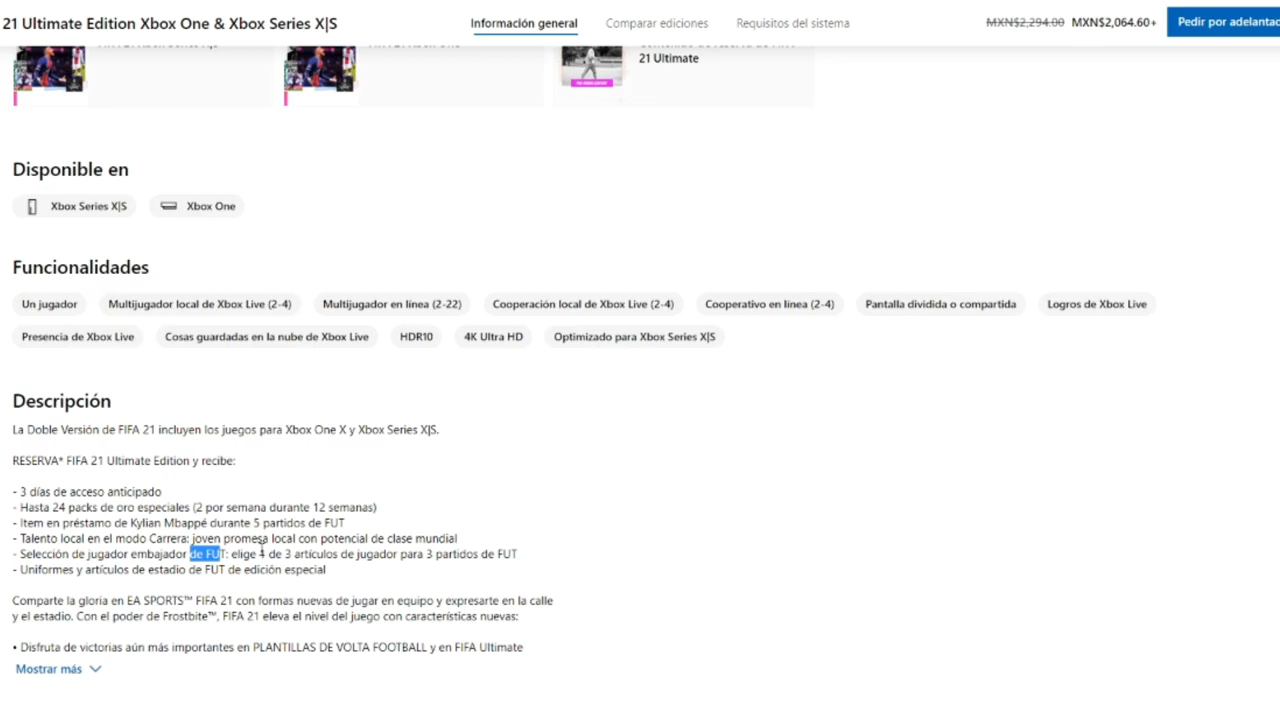 21 Ultimate Edition Xbox One & Xbox Series X|S
Información general
Comparar ediciones
Requisitos del sistema
MXN$2,294.00 MXN$2,064.60+
Pedir por adelantad
21 Ultimate
Disponible en
Xbox Series X|S
Xbox One
Funcionalidades
Un jugador
Multijugador local de Xbox Live (2-4)
Multijugador en línea (2-22)
Cooperación local de Xbox Live (2-4)
Cooperativo en línea (2-4)
Pantalla dividida o compartida
Logros de Xbox Live
Presencia de Xbox Live
Cosas guardadas en la nube de Xbox Live
HDR10
4K Ultra HD
Optimizado para Xbox Series X|S
Descripción
La Doble Versión de FIFA 21 incluyen los juegos para Xbox One X y Xbox Series X|S.
RESERVA* FIFA 21 Ultimate Edition y recibe:
- 3 días de acceso anticipado
- Hasta 24 packs de oro especiales (2 por semana durante 12 semanas)
- Item en préstamo de Kylian Mbappé durante 5 partidos de FUT
- Talento local en el modo Carrera: joven promesa local con potencial de clase mundial
- Selección de jugador embajador de FUT: elige 1 de 3 artículos de jugador para 3 partidos de FUT
- Uniformes y artículos de estadio de FUT de edición especial
Comparte la gloria en EA SPORTS™ FIFA 21 con formas nuevas de jugar en equipo y expresarte en la calle
y el estadio. Con el poder de Frostbite™, FIFA 21 eleva el nivel del juego con características nuevas:
• Disfruta de victorias aún más importantes en PLANTILLAS DE VOLTA FOOTBALL y en FIFA Ultimate
Mostrar más